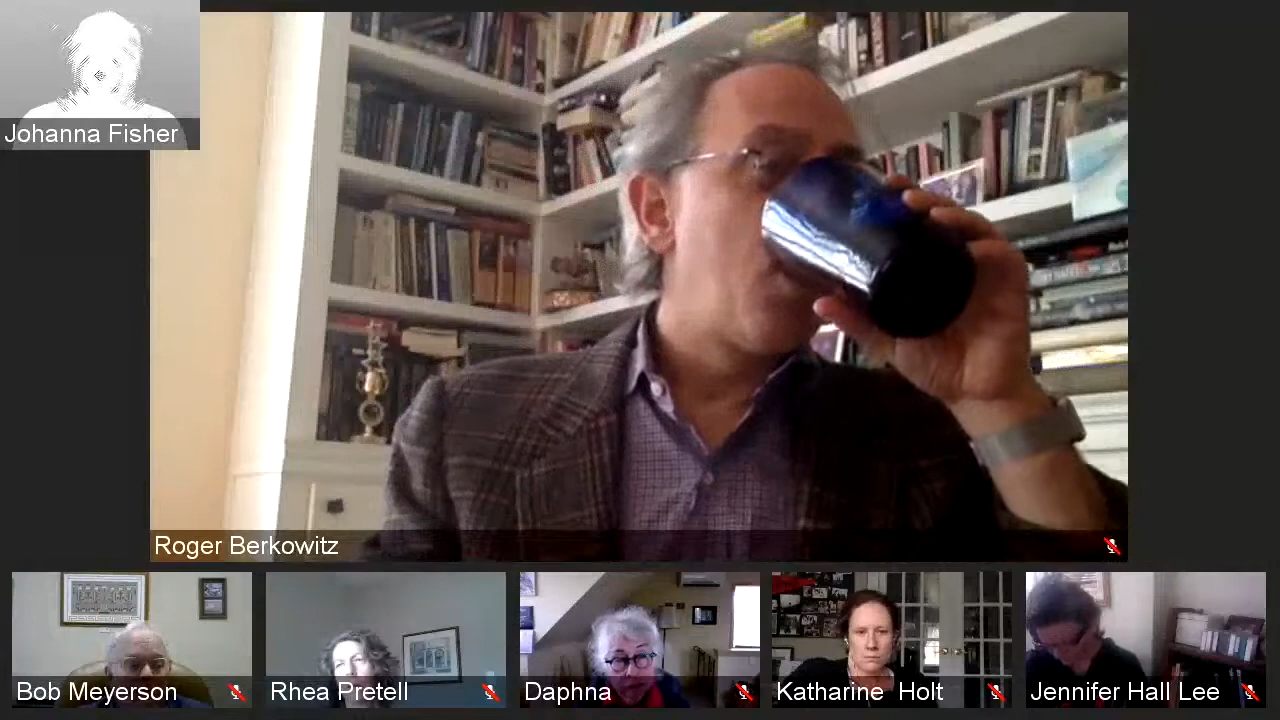 Johanna Fisher
Roger Berkowitz
Bob Meyerson
Rhea Pretell
Daphna
Katharine Holt
Jennifer Hall Lee